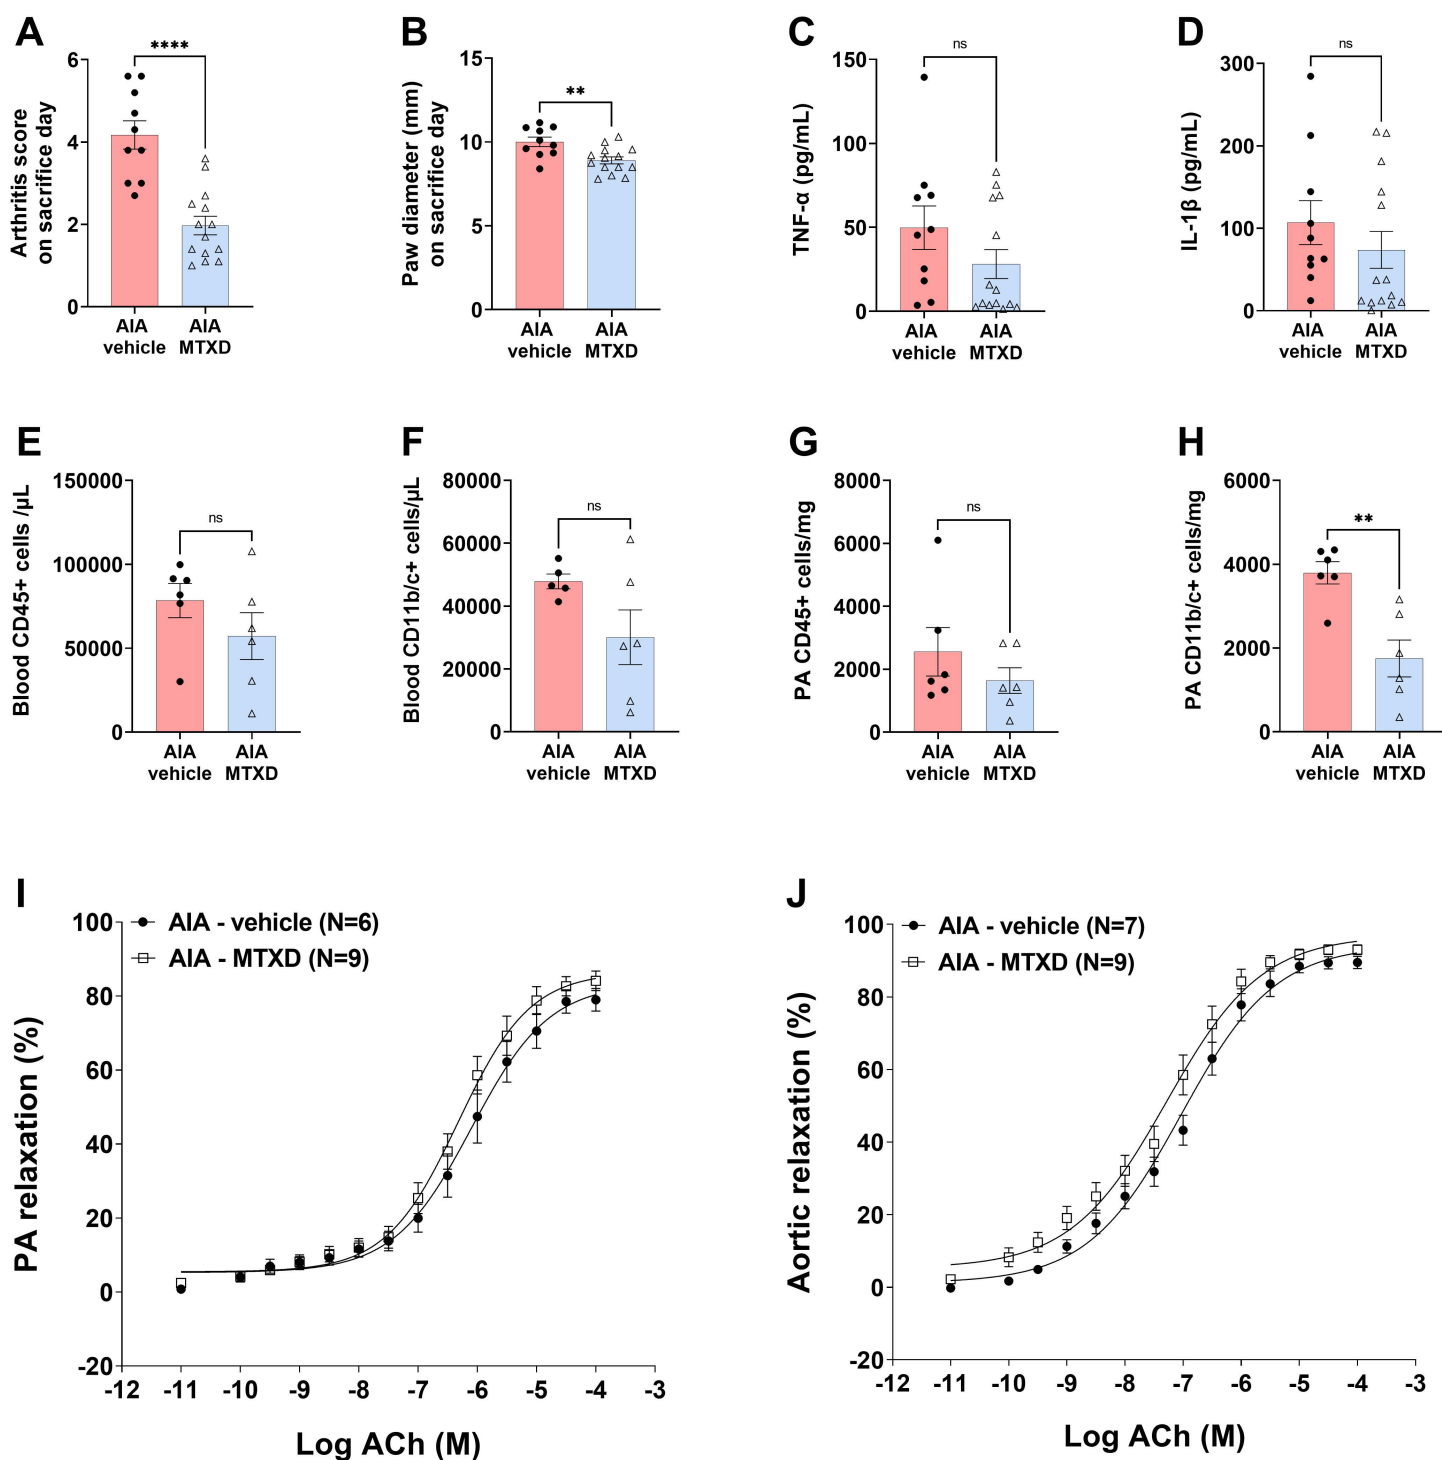 A
Arthritis score
on sacrifice day
6
4
2
0
****
AIA
vehicle
AIA
MTXD
B
Paw diameter (mm)
on sacrifice day
15
10
5
0
**
AIA
vehicle
AIA
MTXD
C
TNF-α (pg/mL)
150
100
50
0
ns
AIA
vehicle
AIA
MTXD
D
IL-1β (pg/mL)
300
200
100
0
ns
AIA
vehicle
AIA
MTXD
E
Blood CD45+ cells /μL
150000
100000
50000
0
ns
AIA
vehicle
AIA
MTXD
F
Blood CD11b/c+ cells/μL
80000
60000
40000
20000
0
ns
AIA
vehicle
AIA
MTXD
G
PA CD45+ cells/mg
8000
6000
4000
2000
0
ns
AIA
vehicle
AIA
MTXD
H
PA CD11b/c+ cells/mg
6000
4000
2000
0
**
AIA
vehicle
AIA
MTXD
I
AIA - vehicle (N=6)
AIA - MTXD (N=9)
PA relaxation (%)
100
80
60
40
20
0
-20
-12 -11 -10 -9 -8 -7 -6 -5 -4 -3
Log ACh (M)
J
AIA - vehicle (N=7)
AIA - MTXD (N=9)
Aortic relaxation (%)
100
80
60
40
20
0
-20
-12 -11 -10 -9 -8 -7 -6 -5 -4 -3
Log ACh (M)